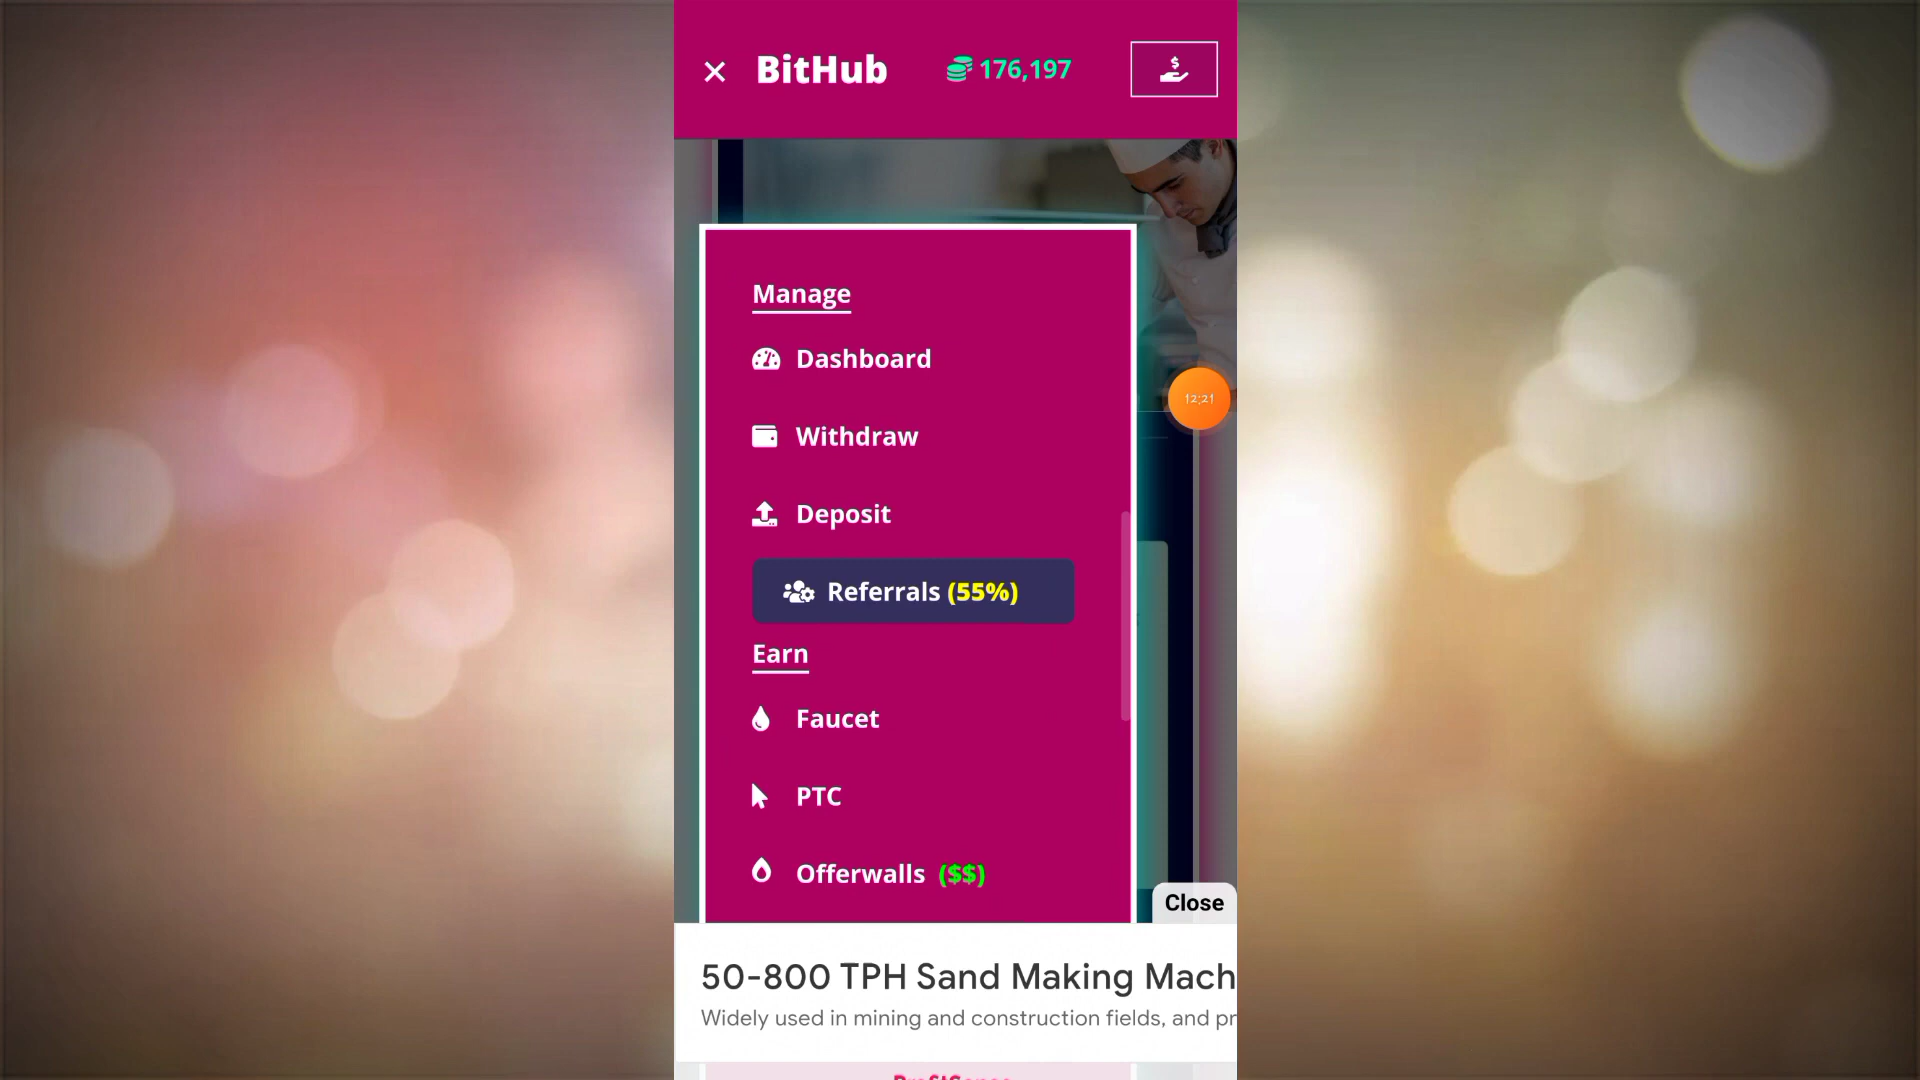 BitHub
176,197
Manage
Dashboard
12:21
Withdraw
Deposit
Referrals (55%)
Earn
Faucet
PTC
Offerwalls ($$)
Close
50-800 TPH Sand Making Mach
Widely used in mining and construction fields, and pr